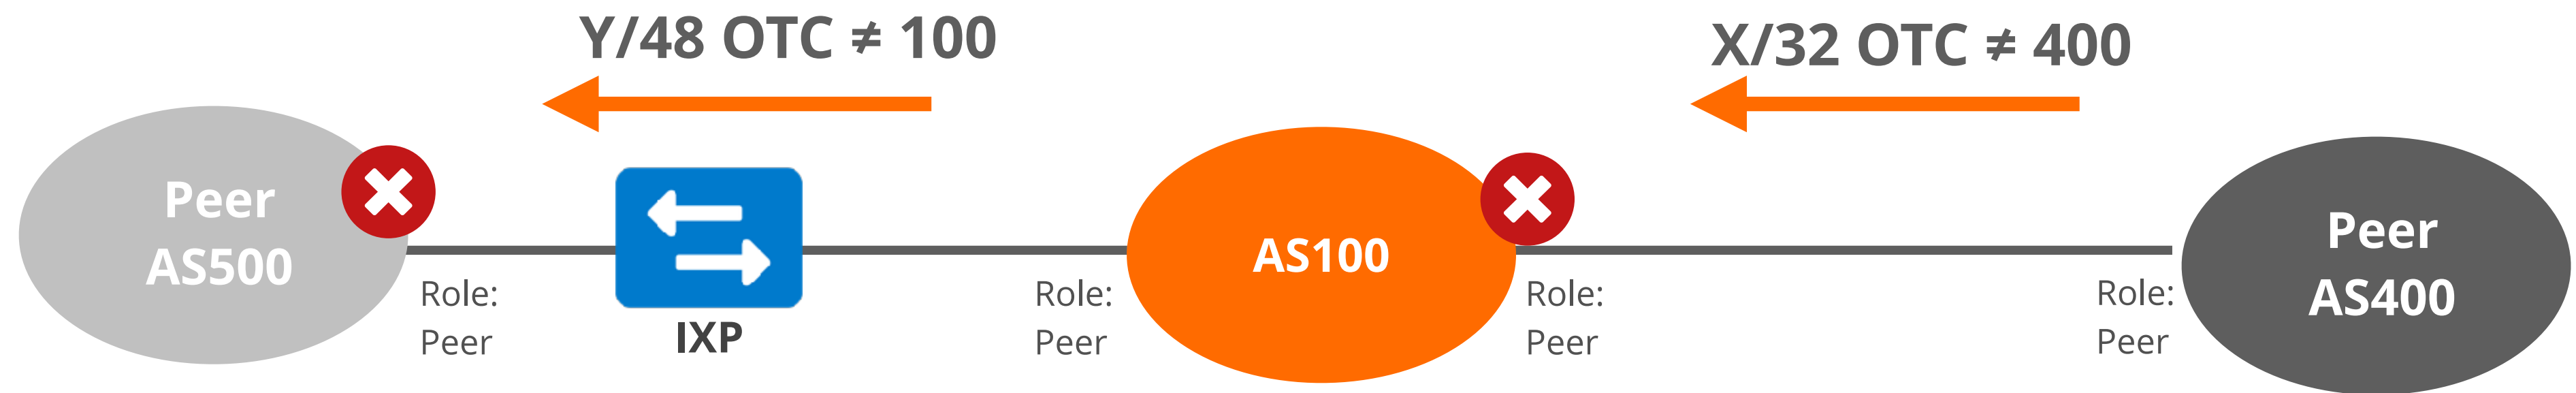 Y/48 OTC ≠ 100
X/32 OTC ≠ 400
Peer
AS500
Role:
Peer
IXP
Role:
Peer
AS100
Role:
Peer
Role:
Peer
Peer
AS400